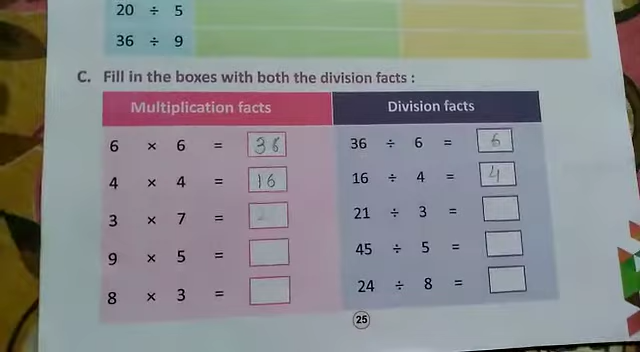 20 ÷ 5
36 ÷ 9
C. Fill in the boxes with both the division facts :
Multiplication facts Division facts
6 × 6 = 36 36 ÷ 6 = 6
4 × 4 = 16 16 ÷ 4 = 4
3 × 7 = 21 ÷ 3 =
9 × 5 = 45 ÷ 5 =
8 × 3 = 24 ÷ 8 =
25